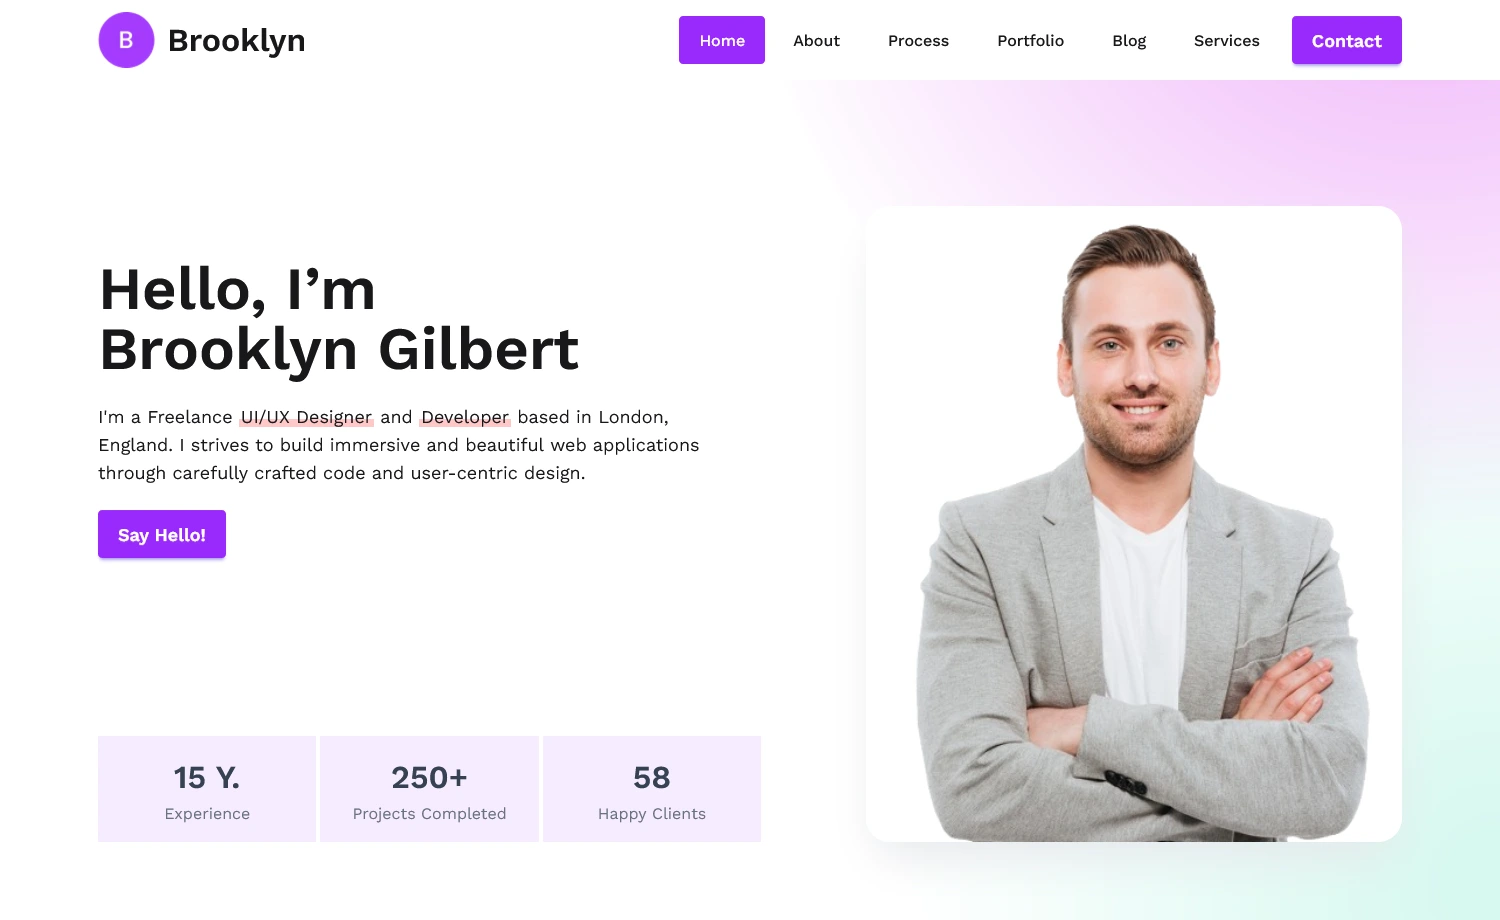 B
Brooklyn
Home
About
Process
Portfolio
Blog
Services
Contact
Hello, I’m
Brooklyn Gilbert
I'm a Freelance UI/UX Designer and Developer based in London,
England. I strives to build immersive and beautiful web applications
through carefully crafted code and user-centric design.
Say Hello!
15 Y.
Experience
250+
Projects Completed
58
Happy Clients